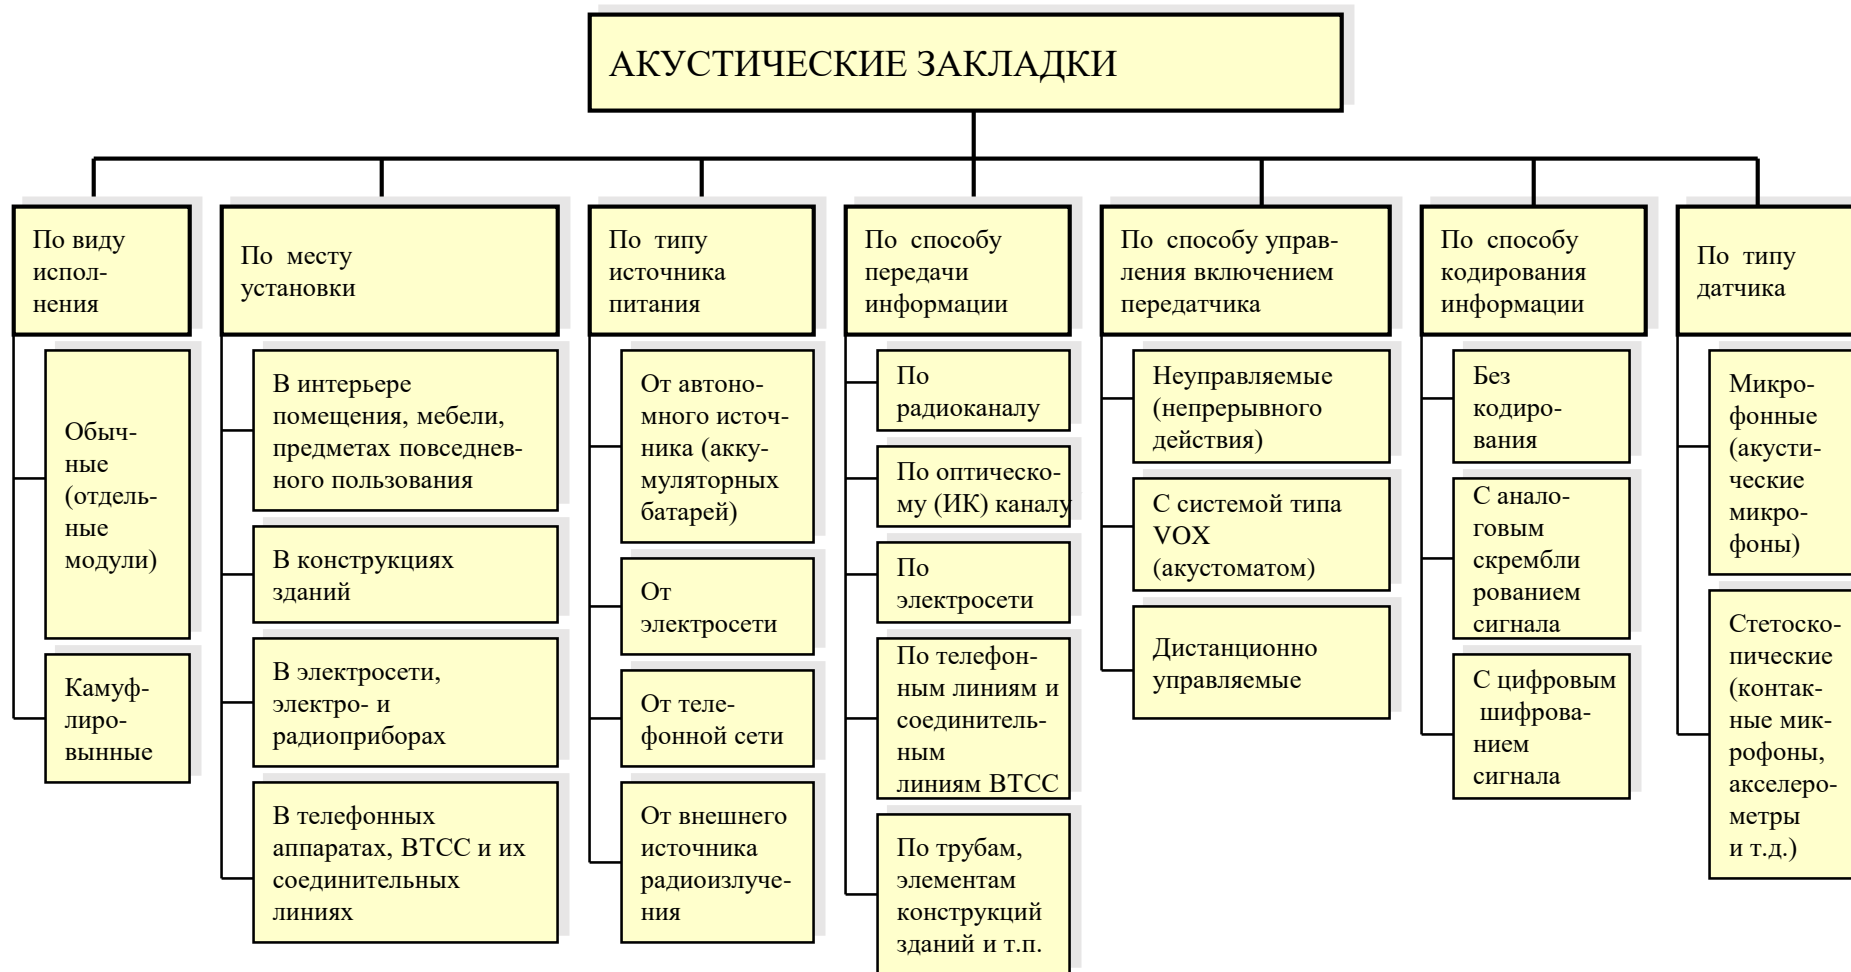 АКУСТИЧЕСКИЕ ЗАКЛАДКИ
По виду
испол-
нения
Обыч-
ные
(отдель-
ные
модули)
Камуф-
лиро-
вынные
По месту
установки
В интерьере
помещения, мебели,
предметах повседнев-
ного пользования
В конструкциях
зданий
В электросети,
электро- и
радиоприборах
В телефонных
аппаратах, ВТСС и их
соединительных
линиях
По типу
источника
питания
От автоно-
много источ-
ника (акку-
муляторных
батарей)
От
электросети
От теле-
фонной сети
От внешнего
источника
радиоизлуче-
ния
По способу
передачи
информации
По
радиоканалу
По оптическо-
му (ИК) каналу
По
электросети
По телефон-
ным линиям и
соединитель-
ным
линиям ВТСС
По трубам,
элементам
конструкций
зданий и т.п.
По способу управ-
ления включением
передатчика
Неуправляемые
(непрерывного
действия)
С системой типа
VOX
(акустоматом)
Дистанционно
управляемые
По способу
кодирования
информации
Без
кодиро-
вания
С анало-
говым
скрембли
рованием
сигнала
С цифровым
шифрова-
нием
сигнала
По типу
датчика
Микро-
фонные
(акусти-
ческие
микро-
фоны)
Стетоско-
пические
(контак-
ные мик-
рофоны,
акселеро-
метры
и т.д.)